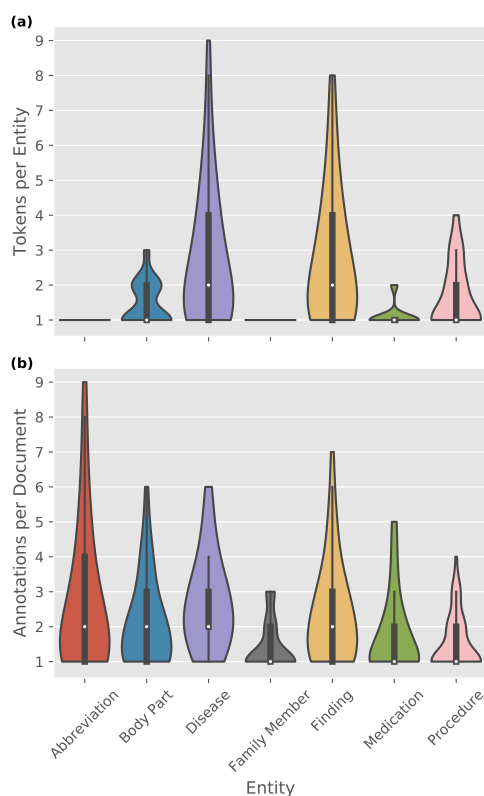 (a)
9
8
7
6
5
4
3
2
1
Tokens per Entity
(b)
9
8
7
6
5
4
3
2
1
Annotations per Document
Abbreviation
Body Part
Disease
Family Member
Finding
Medication
Procedure
Entity